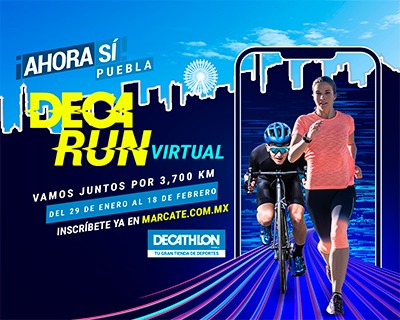 ¡AHORA SÍ
PUEBLA
DECA
RUN VIRTUAL
VAMOS JUNTOS POR 3,700 KM
DEL 29 DE ENERO AL 18 DE FEBRERO
INSCRÍBETE YA EN MARCATE.COM.MX
DECATHLON
TU GRAN TIENDA DE DEPORTES